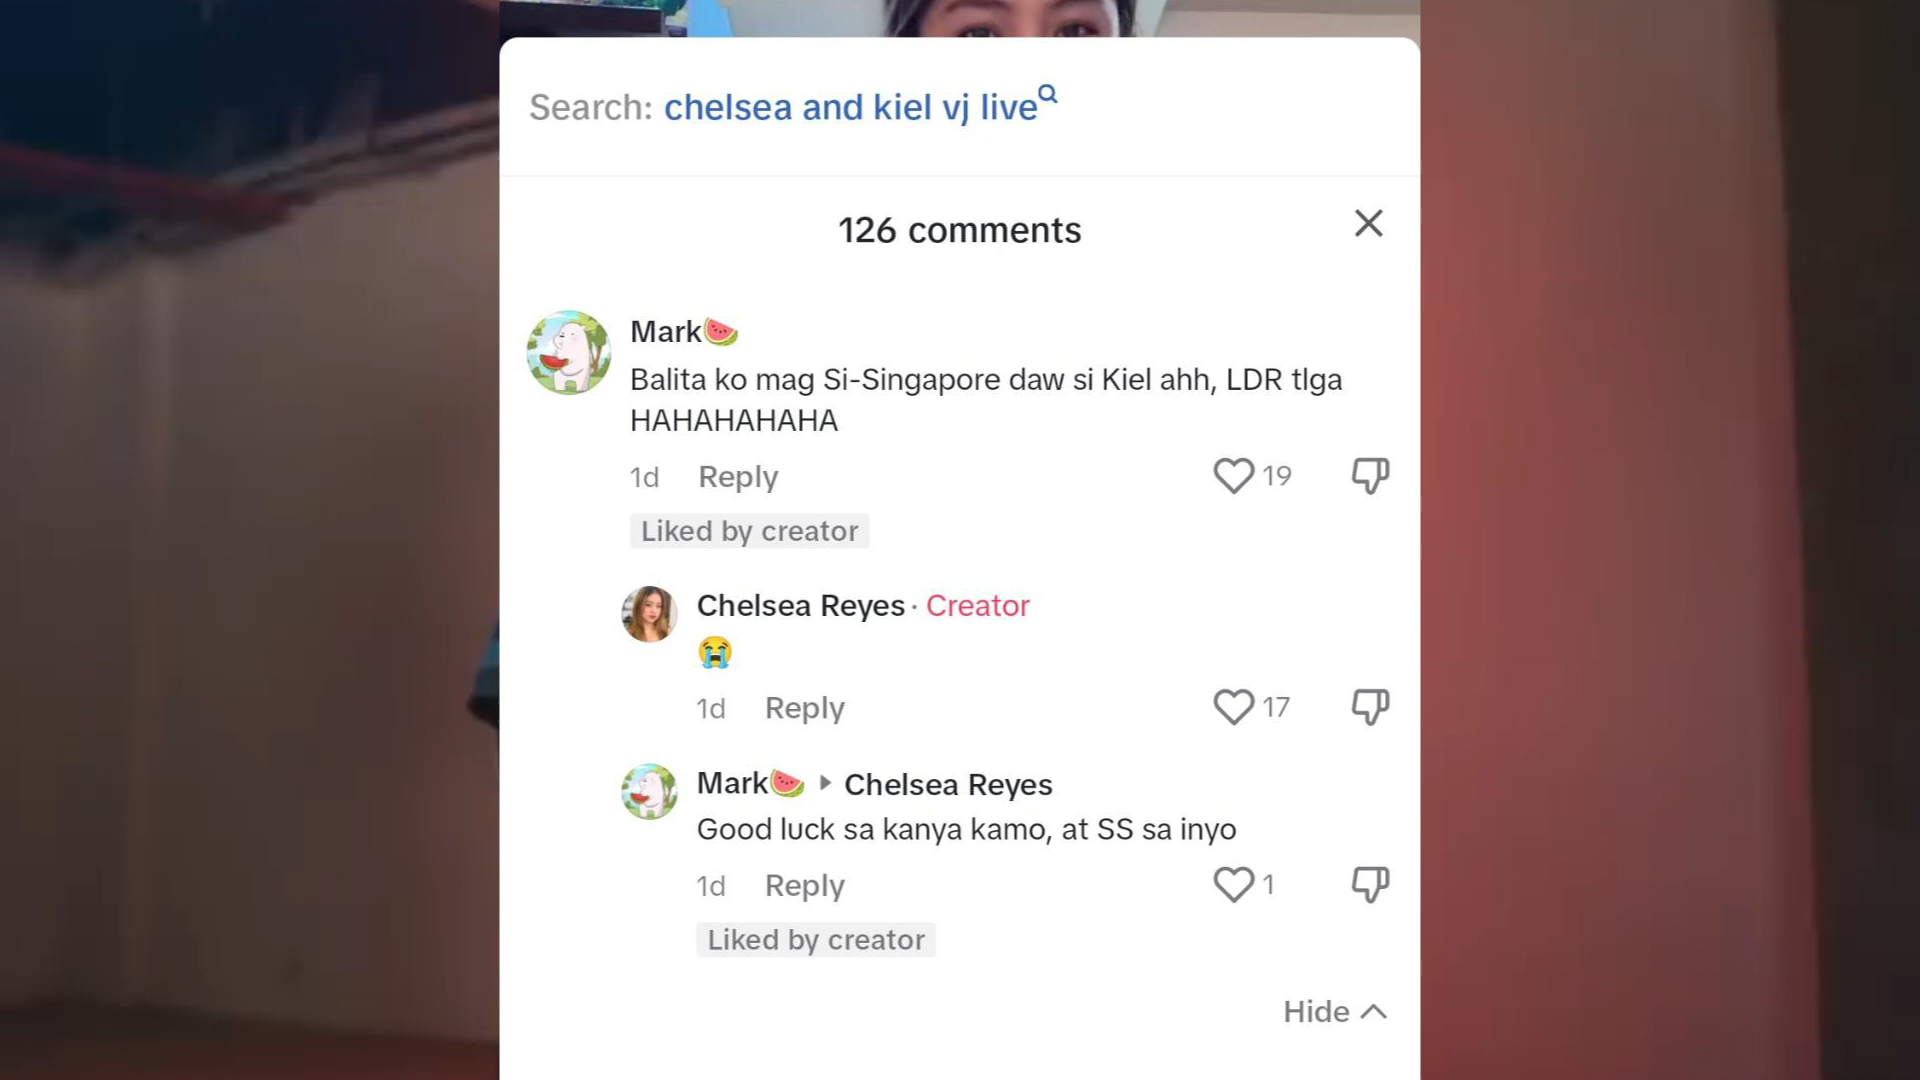 Search: chelsea and kiel vj live
126 comments
Mark🍉
Balita ko mag Si-Singapore daw si Kiel ahh, LDR tlga
HAHAHAHAHA
1d Reply 19
Liked by creator
Chelsea Reyes · Creator
😭
1d Reply 17
Mark🍉 ▸ Chelsea Reyes
Good luck sa kanya kamo, at SS sa inyo
1d Reply 1
Liked by creator
Hide